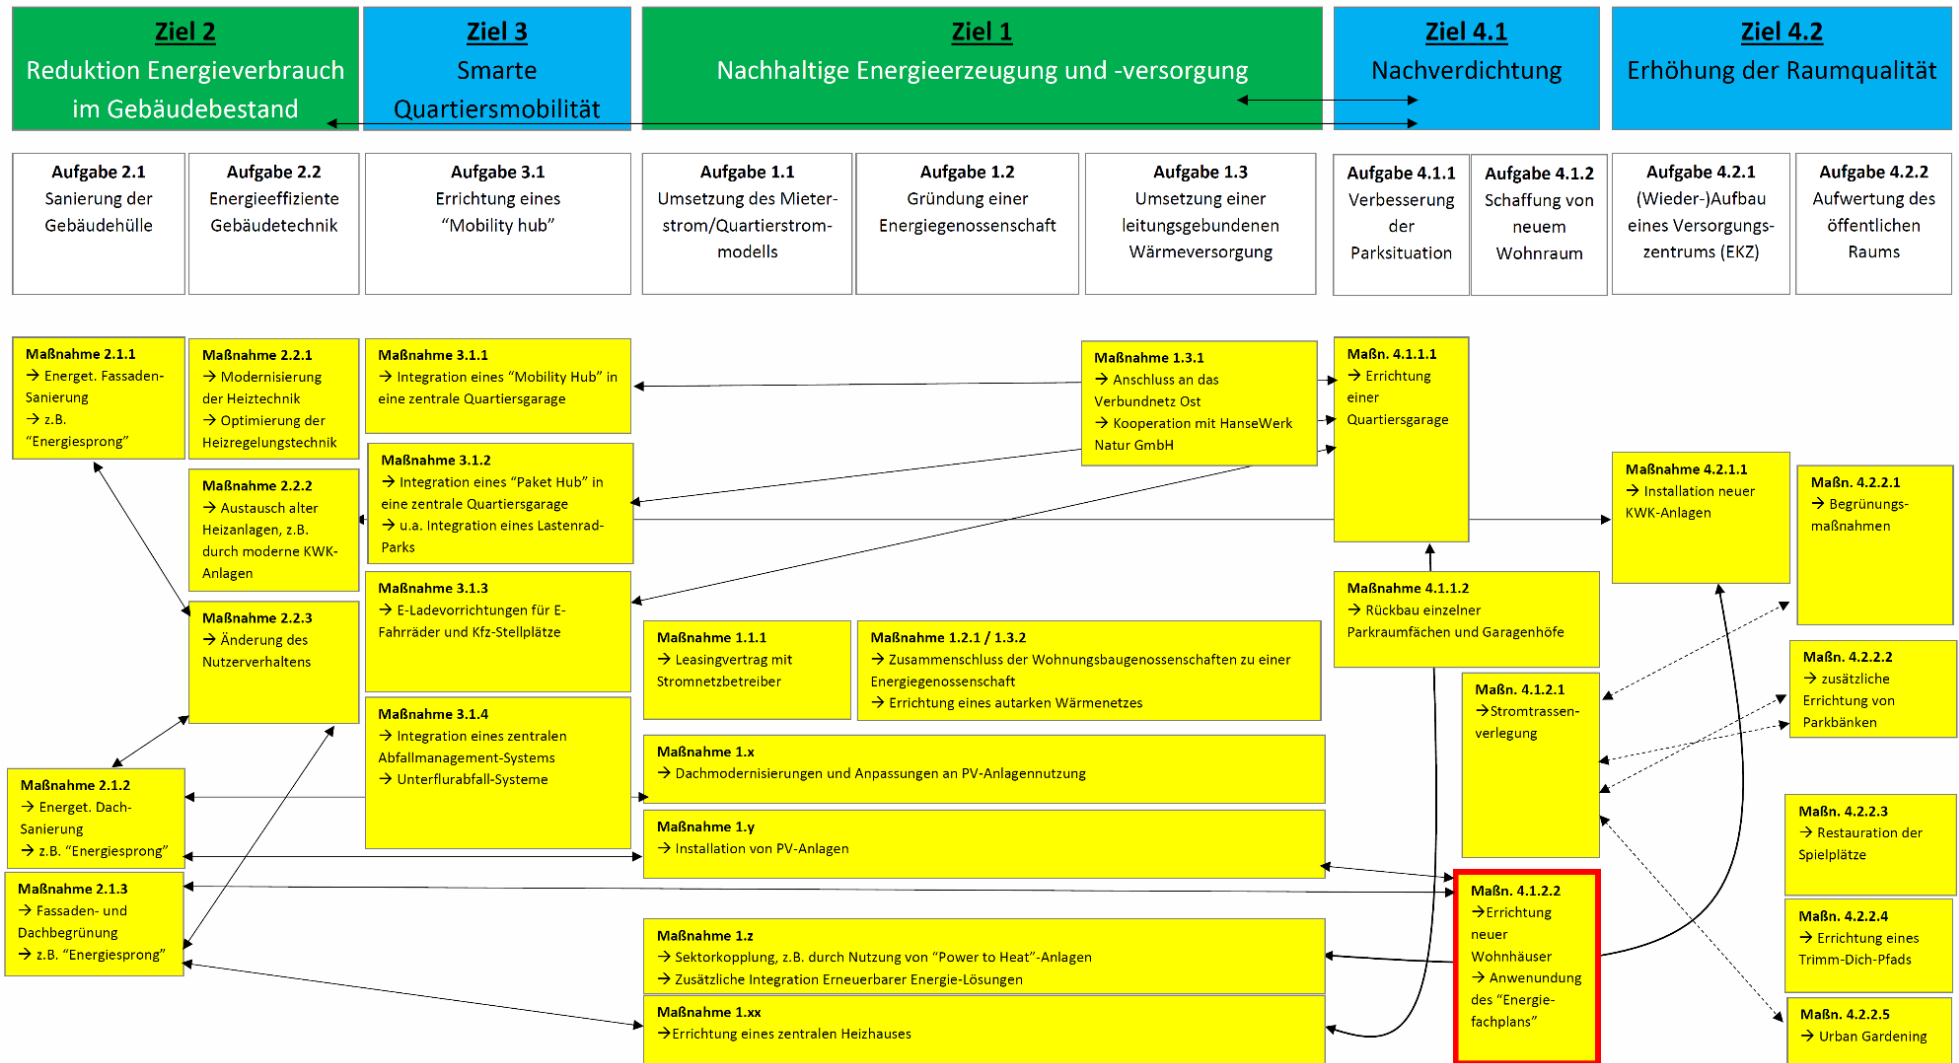 Ziel 2
Reduktion Energieverbrauch
im Gebäudebestand
Ziel 3
Smarte
Quartiersmobilität
Ziel 1
Nachhaltige Energieerzeugung und -versorgung
Ziel 4.1
Nachverdichtung
Ziel 4.2
Erhöhung der Raumqualität
Aufgabe 2.1
Sanierung der
Gebäudehülle
Aufgabe 2.2
Energieeffiziente
Gebäudetechnik
Aufgabe 3.1
Errichtung eines
“Mobility hub”
Aufgabe 1.1
Umsetzung des Mieter-
strom/Quartierstrom-
modells
Aufgabe 1.2
Gründung einer
Energiegenossenschaft
Aufgabe 1.3
Umsetzung einer
leitungsgebundenen
Wärmeversorgung
Aufgabe 4.1.1
Verbesserung
der
Parksituation
Aufgabe 4.1.2
Schaffung von
neuem
Wohnraum
Aufgabe 4.2.1
(Wieder-)Aufbau
eines Versorgungs-
zentrums (EKZ)
Aufgabe 4.2.2
Aufwertung des
öffentlichen
Raums
Maßnahme 2.1.1
→ Energet. Fassaden-
Sanierung
→ z.B.
“Energiesprong”
Maßnahme 2.2.1
→ Modernisierung
der Heiztechnik
→ Optimierung der
Heizregelungstechnik
Maßnahme 3.1.1
→ Integration eines “Mobility Hub” in
eine zentrale Quartiersgarage
Maßnahme 1.3.1
→ Anschluss an das
Verbundnetz Ost
→ Kooperation mit HanseWerk
Natur GmbH
Maßn. 4.1.1.1
→ Errichtung
einer
Quartiersgarage
Maßnahme 2.2.2
→ Austausch alter
Heizanlagen, z.B.
durch moderne KWK-
Anlagen
Maßnahme 3.1.2
→ Integration eines “Paket Hub” in
eine zentrale Quartiersgarage
→ u.a. Integration eines Lastenrad-
Parks
Maßnahme 4.2.1.1
→ Installation neuer
KWK-Anlagen
Maßn. 4.2.2.1
→ Begrünungs-
maßnahmen
Maßnahme 2.2.3
→ Änderung des
Nutzerverhaltens
Maßnahme 3.1.3
→ E-Ladevorrichtungen für E-
Fahrräder und Kfz-Stellplätze
Maßnahme 4.1.1.2
→ Rückbau einzelner
Parkraumfächen und Garagenhöfe
Maßnahme 1.1.1
→ Leasingvertrag mit
Stromnetzbetreiber
Maßnahme 1.2.1 / 1.3.2
→ Zusammenschluss der Wohnungsbaugenossenschaften zu einer
Energiegenossenschaft
→ Errichtung eines autarken Wärmenetzes
Maßn. 4.2.2.2
→ zusätzliche
Errichtung von
Parkbänken
Maßn. 4.1.2.1
→Stromtrassen-
verlegung
Maßnahme 3.1.4
→ Integration eines zentralen
Abfallmanagement-Systems
→ Unterflurabfall-Systeme
Maßnahme 1.x
→ Dachmodernisierungen und Anpassungen an PV-Anlagennutzung
Maßnahme 2.1.2
→ Energet. Dach-
Sanierung
→ z.B. “Energiesprong”
Maßnahme 1.y
→ Installation von PV-Anlagen
Maßn. 4.2.2.3
→ Restauration der
Spielplätze
Maßnahme 2.1.3
→ Fassaden- und
Dachbegrünung
→ z.B. “Energiesprong”
Maßn. 4.1.2.2
→Errichtung
neuer
Wohnhäuser
→ Anwenundung
des “Energie-
fachplans”
Maßn. 4.2.2.4
→ Errichtung eines
Trimm-Dich-Pfads
Maßnahme 1.z
→ Sektorkopplung, z.B. durch Nutzung von “Power to Heat”-Anlagen
→ Zusätzliche Integration Erneuerbarer Energie-Lösungen
Maßnahme 1.xx
→Errichtung eines zentralen Heizhauses
Maßn. 4.2.2.5
→ Urban Gardening